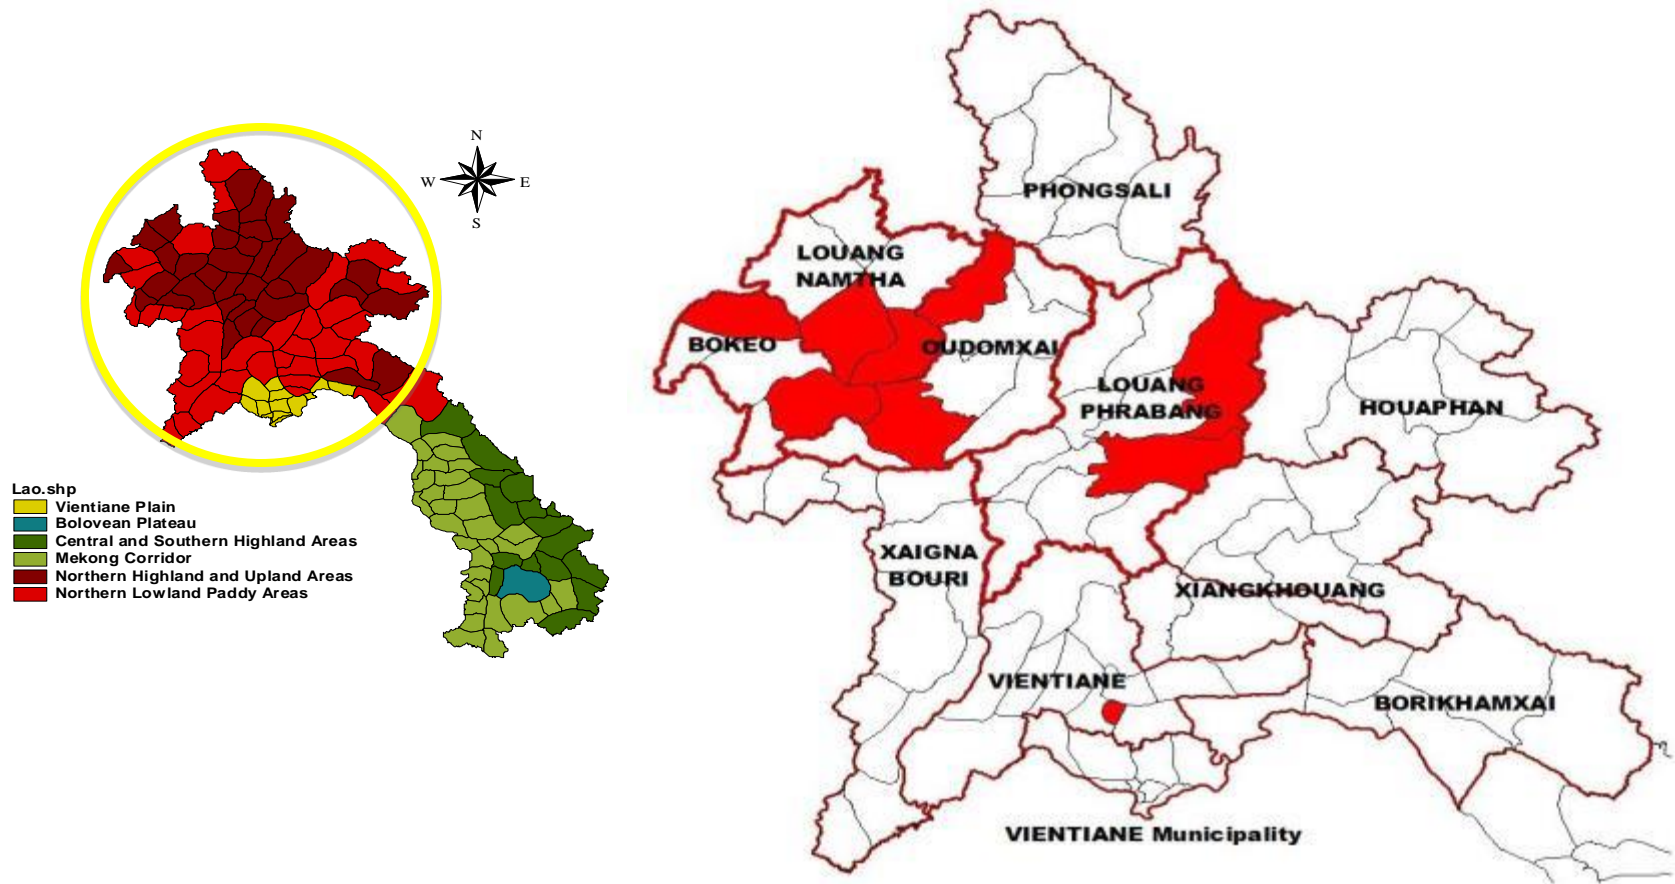 N
W
E
S
Lao.shp
Vientiane Plain
Bolovean Plateau
Central and Southern Highland Areas
Mekong Corridor
Northern Highland and Upland Areas
Northern Lowland Paddy Areas
PHONGSALI
LOUANG
NAMTHA
BOKEO
OUDOMXAI
LOUANG
PHRABANG
HOUAPHAN
XAIGNA
BOURI
XIANGKHOUANG
VIENTIANE
BORIKHAMXAI
VIENTIANE Municipality